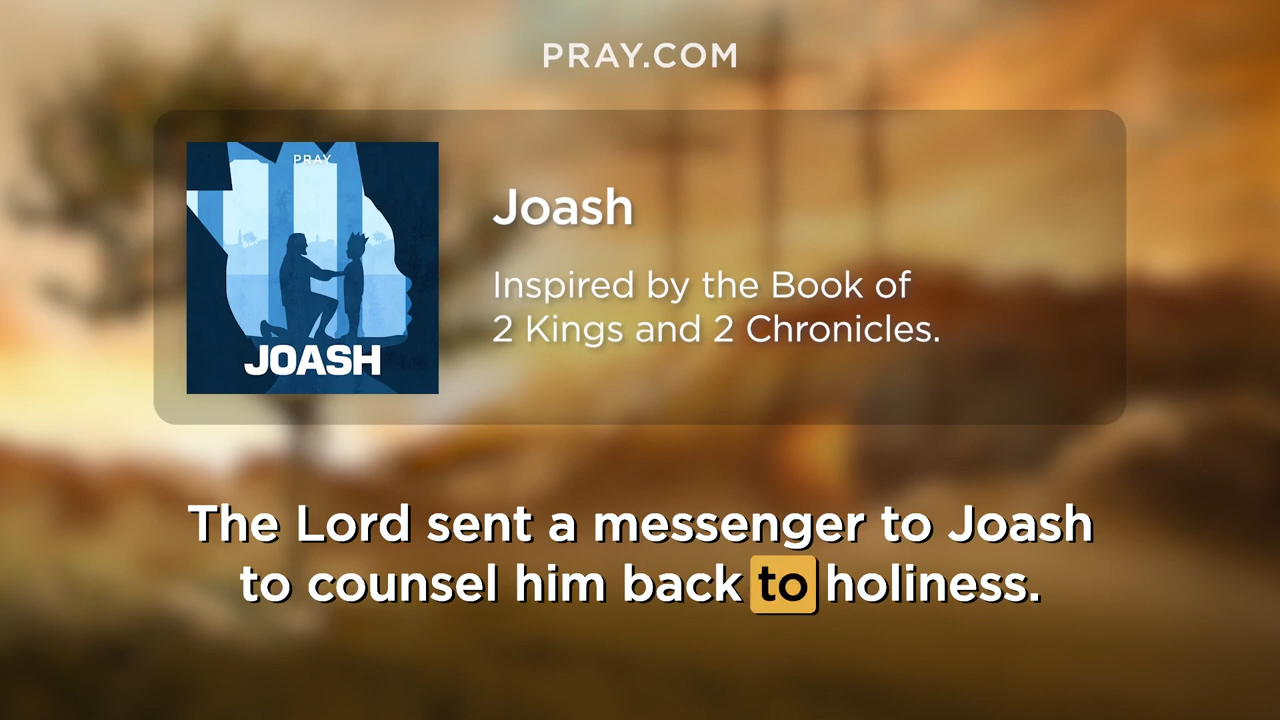 PRAY.COM
PRAY
JOASH
Joash
Inspired by the Book of
2 Kings and 2 Chronicles.
The Lord sent a messenger to Joash
to counsel him back to holiness.